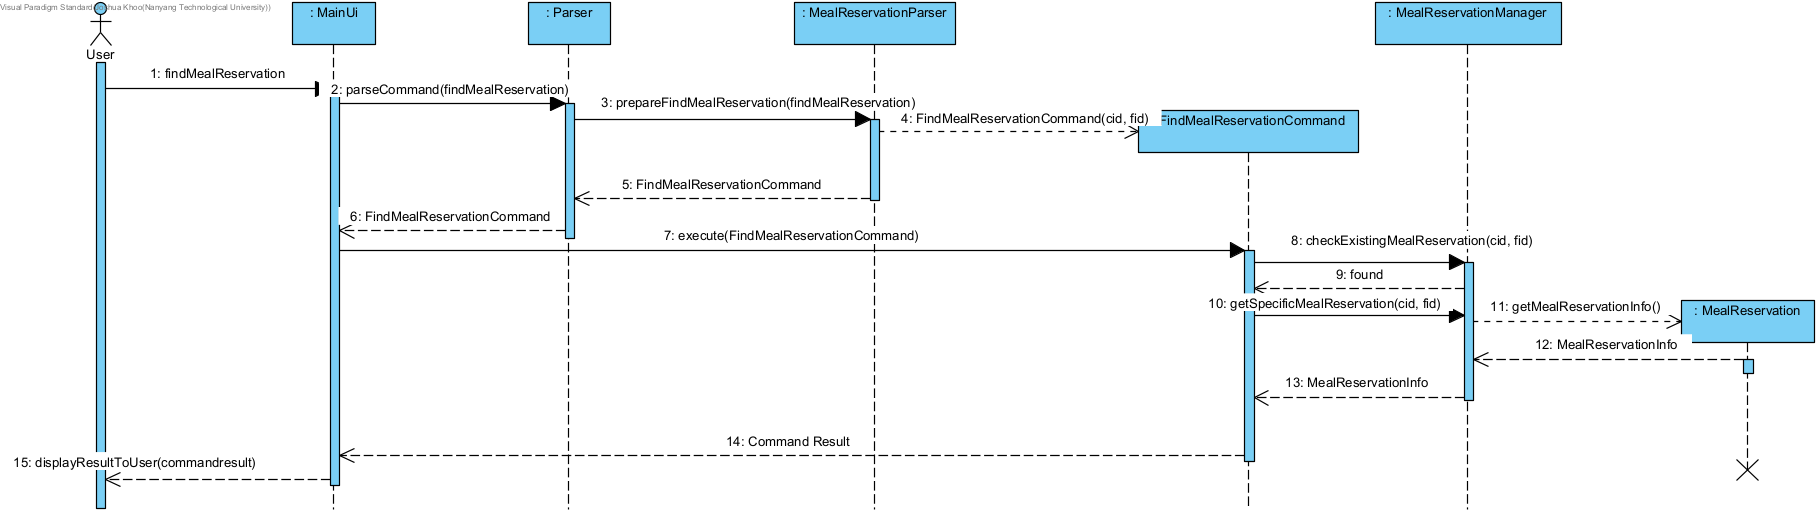 Visual Paradigm Standard(Joshua Khoo(Nanyang Technological University))
User
: MainUi
: Parser
: MealReservationParser
: MealReservationManager
1: findMealReservation
2: parseCommand(findMealReservation)
3: prepareFindMealReservation(findMealReservation)
4: FindMealReservationCommand(cid, fid)
FindMealReservationCommand
5: FindMealReservationCommand
6: FindMealReservationCommand
7: execute(FindMealReservationCommand)
8: checkExistingMealReservation(cid, fid)
9: found
10: getSpecificMealReservation(cid, fid)
11: getMealReservationInfo()
: MealReservation
12: MealReservationInfo
13: MealReservationInfo
14: Command Result
15: displayResultToUser(commandresult)